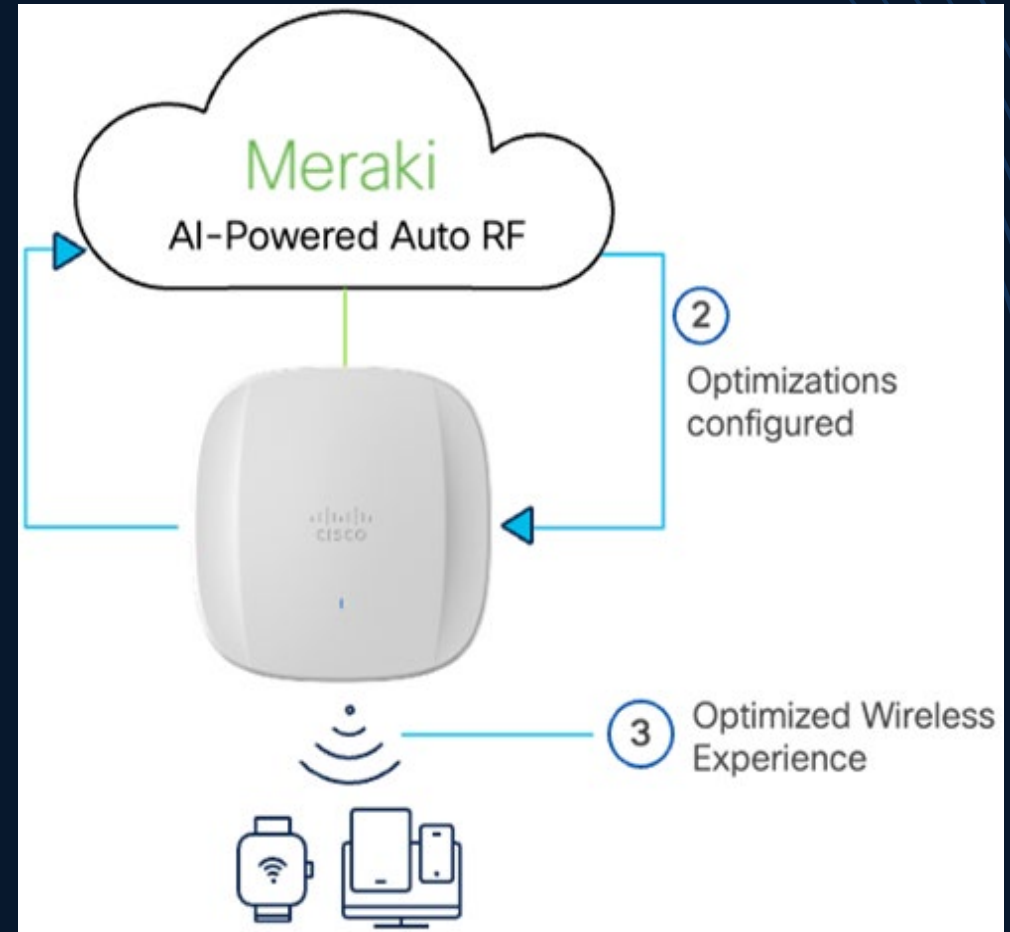 Meraki
AI-Powered Auto RF
2
Optimizations
configured
CISCO
3
Optimized Wireless
Experience